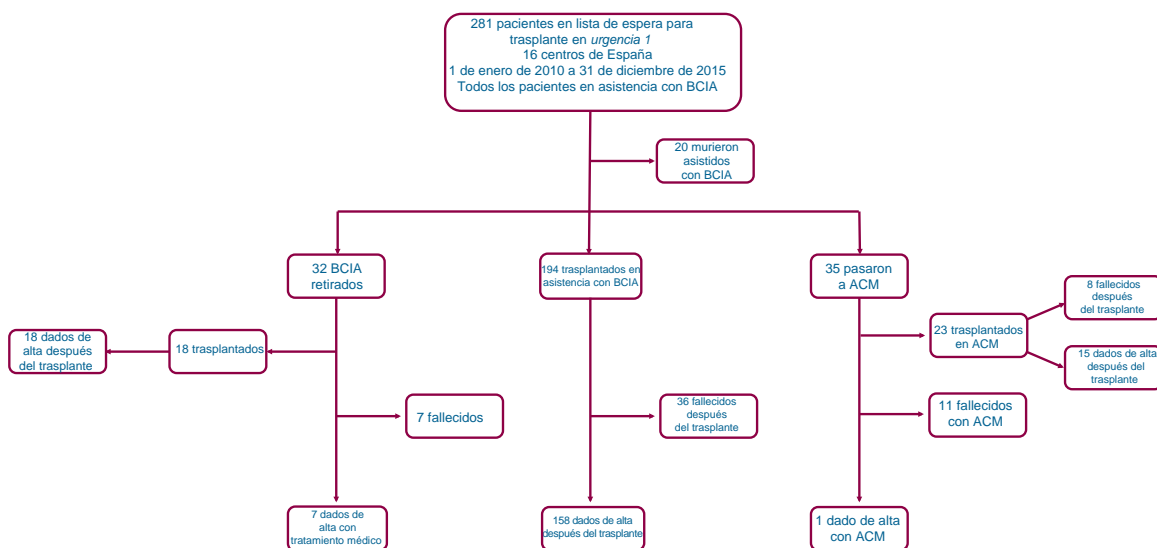 281 pacientes en lista de espera para
trasplante en urgencia 1
16 centros de España
1 de enero de 2010 a 31 de diciembre de 2015
Todos los pacientes en asistencia con BCIA
20 murieron
asistidos
con BCIA
32 BCIA
retirados
194 trasplantados en
asistencia con BCIA
35 pasaron
a ACM
8 fallecidos
después
del trasplante
23 trasplantados
en ACM
15 dados de alta
después del
trasplante
18 dados de
alta después
del trasplante
18 trasplantados
7 fallecidos
36 fallecidos
después
del trasplante
11 fallecidos
con ACM
7 dados de
alta con
tratamiento médico
158 dados de alta
después del trasplante
1 dado de alta
con ACM